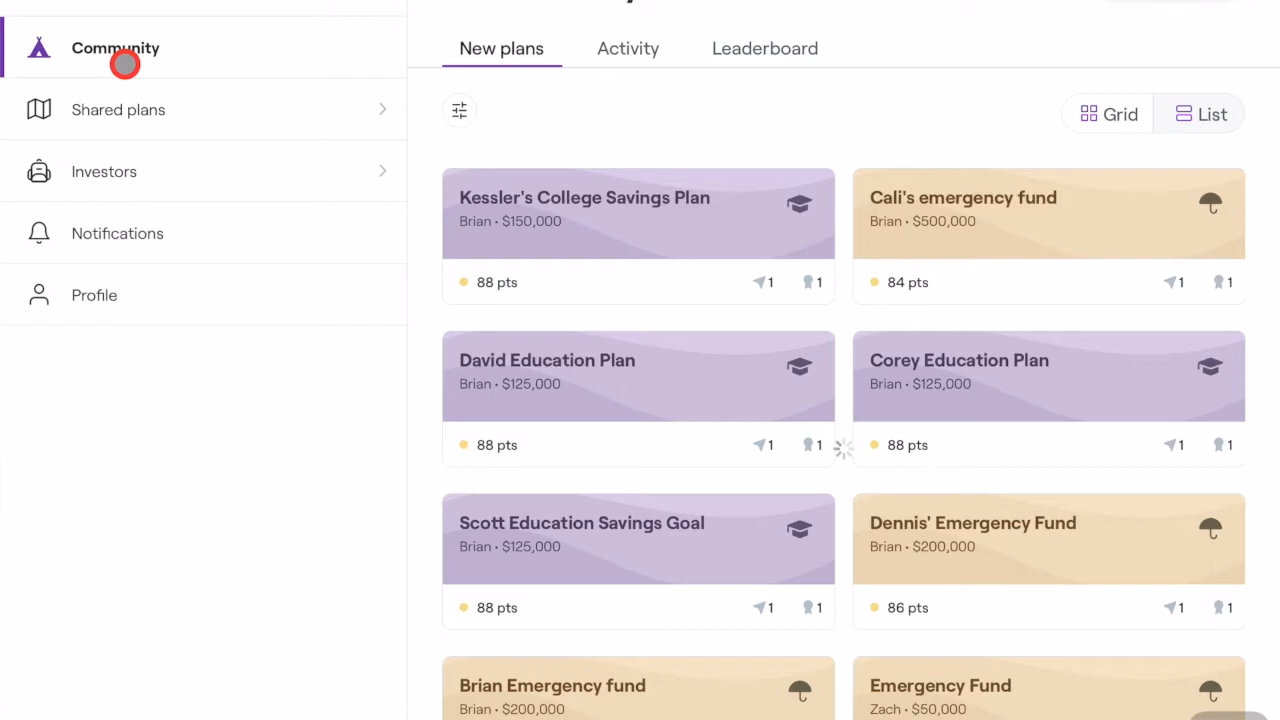 Community
Shared plans
Investors
Notifications
Profile
New plans Activity Leaderboard
Grid List
Kessler's College Savings Plan
Brian • $150,000
88 pts 1 1
Cali's emergency fund
Brian • $500,000
84 pts 1 1
David Education Plan
Brian • $125,000
88 pts 1 1
Corey Education Plan
Brian • $125,000
88 pts 1 1
Scott Education Savings Goal
Brian • $125,000
88 pts 1 1
Dennis' Emergency Fund
Brian • $200,000
86 pts 1 1
Brian Emergency fund
Brian • $200,000
Emergency Fund
Zach • $50,000